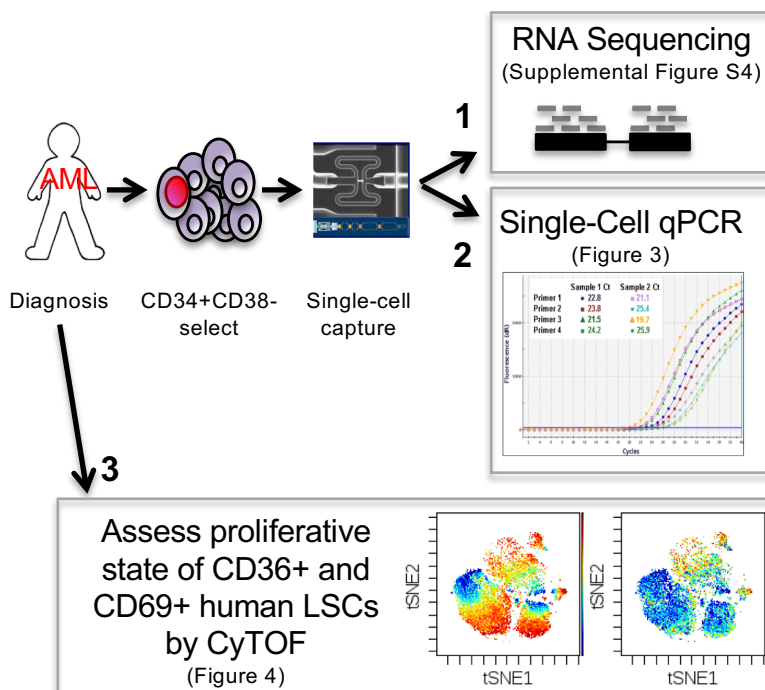 RNA Sequencing
(Supplemental Figure S4)
1
AML
2
Single-Cell qPCR
(Figure 3)
Diagnosis
CD34+CD38-
select
Single-cell
capture
Sample 1 Ct Sample 2 Ct
Primer 1 22.8 21.1
Primer 2 23.8 25.4
Primer 3 21.5 19.7
Primer 4 24.2 25.9
Fluorescence (dR)
Cycles
3
Assess proliferative
state of CD36+ and
CD69+ human LSCs
by CyTOF
(Figure 4)
tSNE2
tSNE1
tSNE2
tSNE1